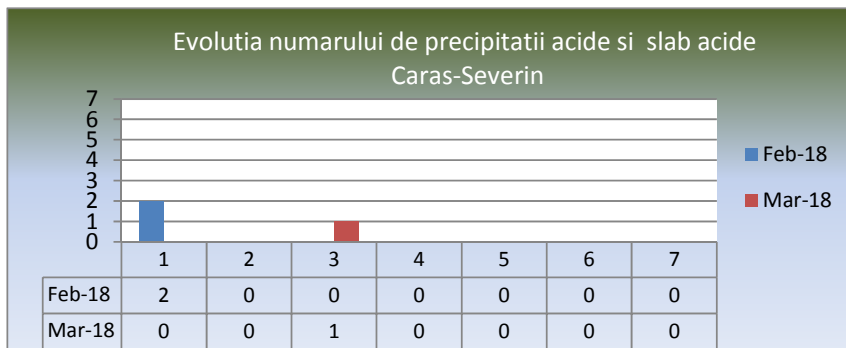 Evolutia numarului de precipitatii acide si slab acide
Caras-Severin
7
6
5
4
3
2
1
0
Feb-18
Mar-18
1 2 3 4 5 6 7
Feb-18 2 0 0 0 0 0 0
Mar-18 0 0 1 0 0 0 0